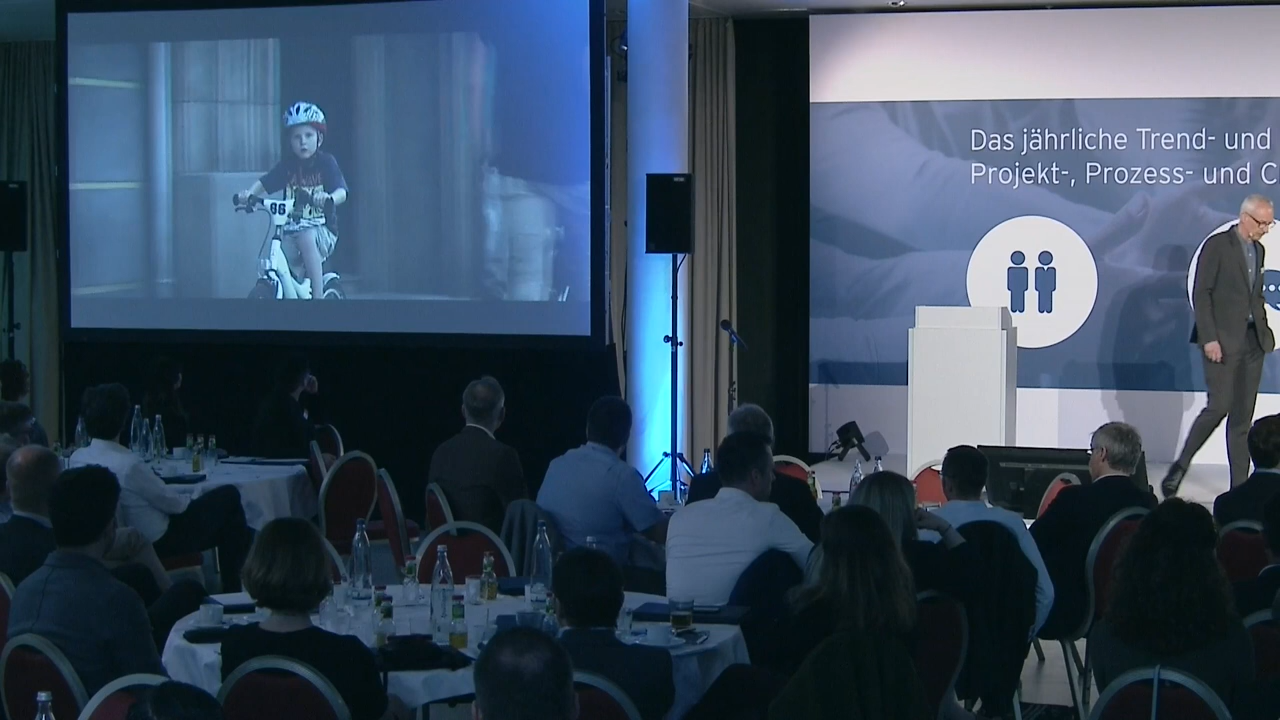 Das jährliche Trend- und
Projekt-, Prozess- und C
86